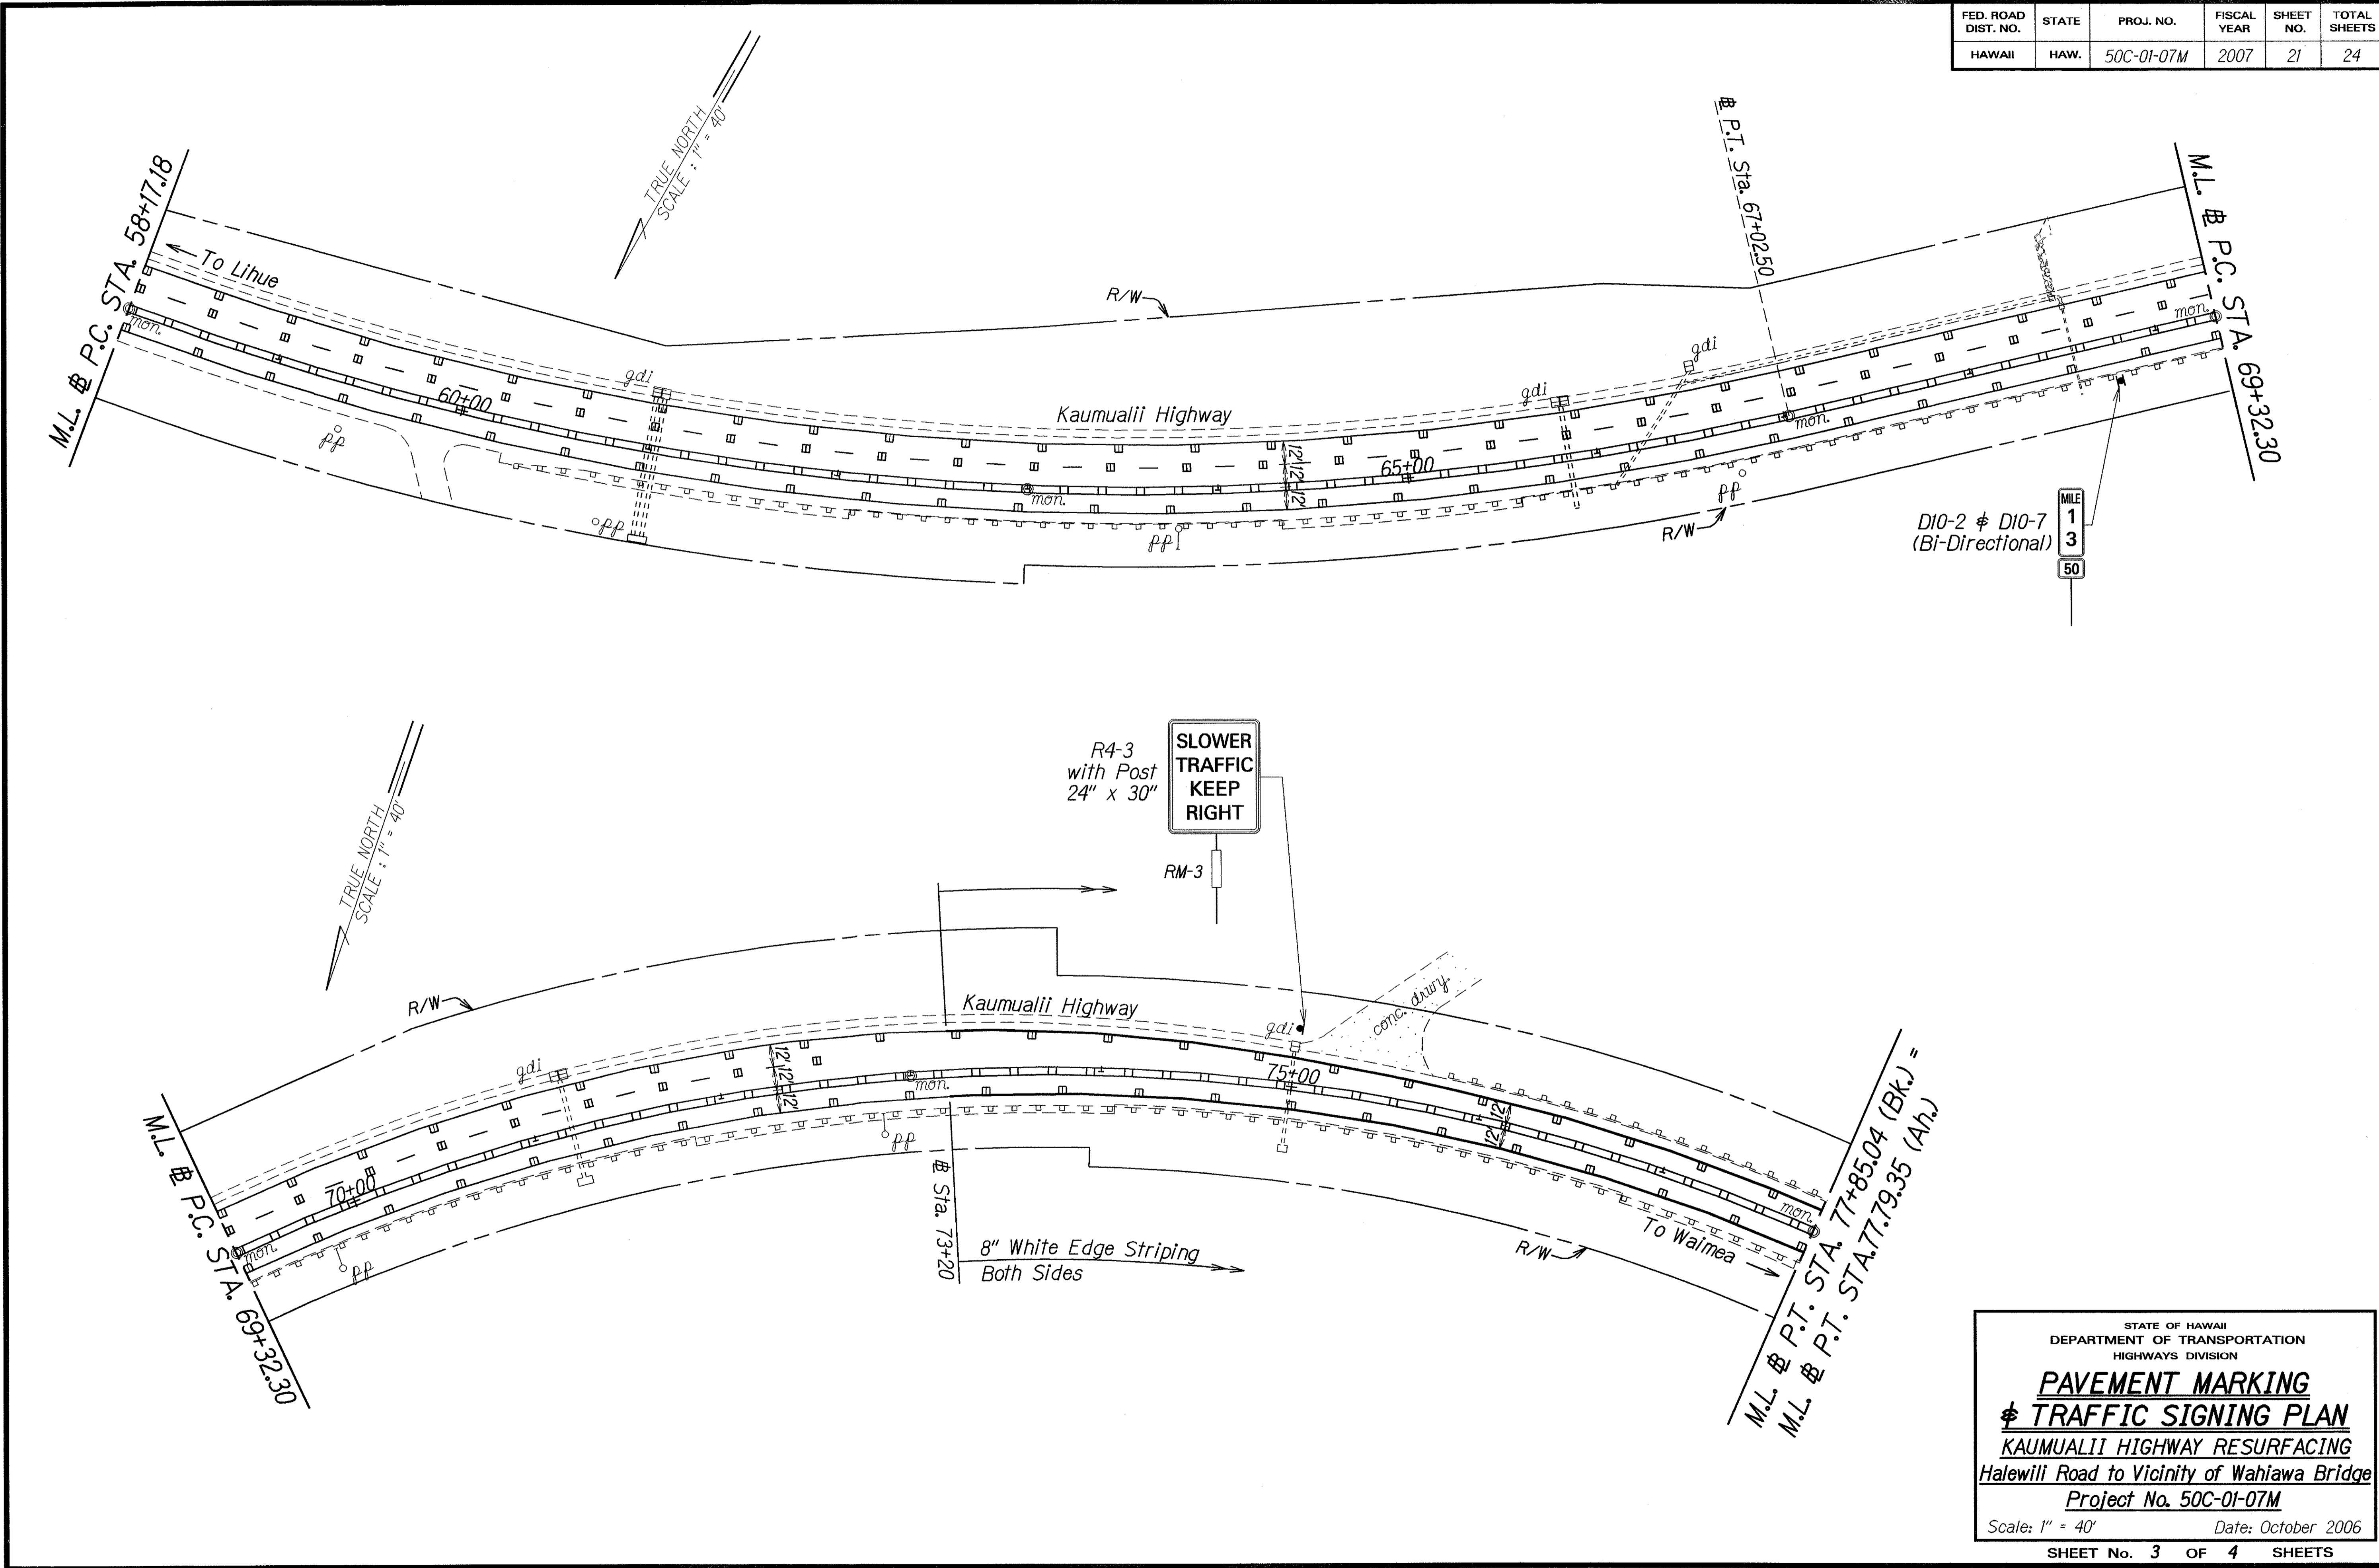 FED. ROAD DIST. NO. STATE PROJ. NO. FISCAL YEAR SHEET NO. TOTAL SHEETS
HAWAII HAW. 50C-01-07M 2007 21 24
TRUE NORTH
SCALE : 1" = 40'
M.L. ⅊ P.C. STA. 58+17.18
To Lihue
mon.
60+00
pp
gdi
pp
R/W
Kaumualii Highway
12' 12' 12'
mon.
pp
65+00
gdi
gdi
℄ P.T. Sta. 67+02.50
mon.
pp
R/W
mon.
M.L. ⅊ P.C. STA. 69+32.30
D10-2 & D10-7
(Bi-Directional)
MILE
1
3
50
TRUE NORTH
SCALE : 1" = 40'
R4-3
with Post
24" x 30"
SLOWER
TRAFFIC
KEEP
RIGHT
RM-3
M.L. ⅊ P.C. STA. 69+32.30
mon.
70+00
pp
R/W
gdi
12' 12' 12'
Kaumualii Highway
mon.
pp
℄ Sta. 73+20
8" White Edge Striping
Both Sides
gdi
75+00
conc. drwy.
12' 12'
R/W
To Waimea
mon.
M.L. ⅊ P.T. STA. 77+85.04 (BK.) =
M.L. ⅊ P.T. STA.77.79.35 (Ah.)
STATE OF HAWAII
DEPARTMENT OF TRANSPORTATION
HIGHWAYS DIVISION
PAVEMENT MARKING
& TRAFFIC SIGNING PLAN
KAUMUALII HIGHWAY RESURFACING
Halewili Road to Vicinity of Wahiawa Bridge
Project No. 50C-01-07M
Scale: 1" = 40' Date: October 2006
SHEET No. 3 OF 4 SHEETS